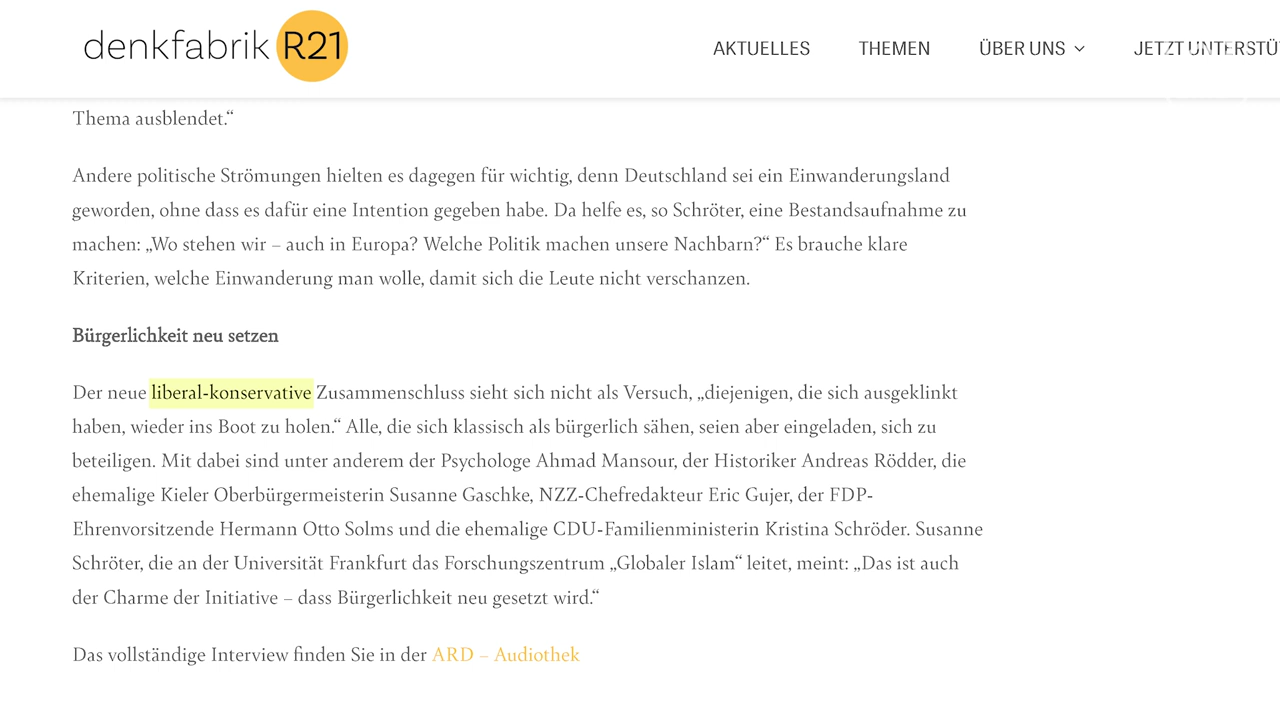 denkfabrik R21
AKTUELLES THEMEN ÜBER UNS JETZT UNTERSTÜ
Thema ausblendet.“
Andere politische Strömungen hielten es dagegen für wichtig, denn Deutschland sei ein Einwanderungsland
geworden, ohne dass es dafür eine Intention gegeben habe. Da helfe es, so Schröter, eine Bestandsaufnahme zu
machen: „Wo stehen wir – auch in Europa? Welche Politik machen unsere Nachbarn?“ Es brauche klare
Kriterien, welche Einwanderung man wolle, damit sich die Leute nicht verschanzen.
Bürgerlichkeit neu setzen
Der neue liberal-konservative Zusammenschluss sieht sich nicht als Versuch, „diejenigen, die sich ausgeklinkt
haben, wieder ins Boot zu holen.“ Alle, die sich klassisch als bürgerlich sähen, seien aber eingeladen, sich zu
beteiligen. Mit dabei sind unter anderem der Psychologe Ahmad Mansour, der Historiker Andreas Rödder, die
ehemalige Kieler Oberbürgermeisterin Susanne Gaschke, NZZ-Chefredakteur Eric Gujer, der FDP-
Ehrenvorsitzende Hermann Otto Solms und die ehemalige CDU-Familienministerin Kristina Schröder. Susanne
Schröter, die an der Universität Frankfurt das Forschungszentrum „Globaler Islam“ leitet, meint: „Das ist auch
der Charme der Initiative – dass Bürgerlichkeit neu gesetzt wird.“
Das vollständige Interview finden Sie in der ARD – Audiothek